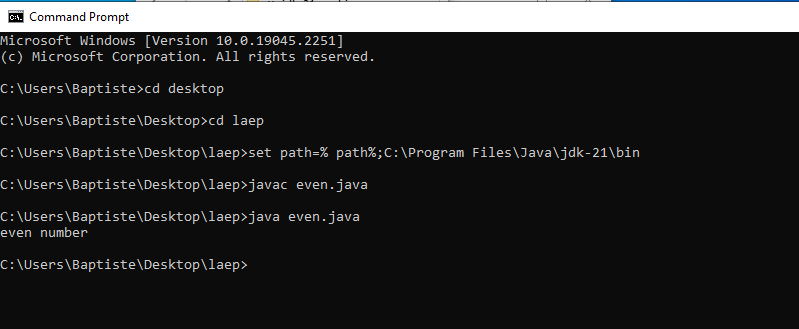 Command Prompt
Microsoft Windows [Version 10.0.19045.2251]
(c) Microsoft Corporation. All rights reserved.
C:\Users\Baptiste>cd desktop
C:\Users\Baptiste\Desktop>cd laep
C:\Users\Baptiste\Desktop\laep>set path=% path%;C:\Program Files\Java\jdk-21\bin
C:\Users\Baptiste\Desktop\laep>javac even.java
C:\Users\Baptiste\Desktop\laep>java even.java
even number
C:\Users\Baptiste\Desktop\laep>